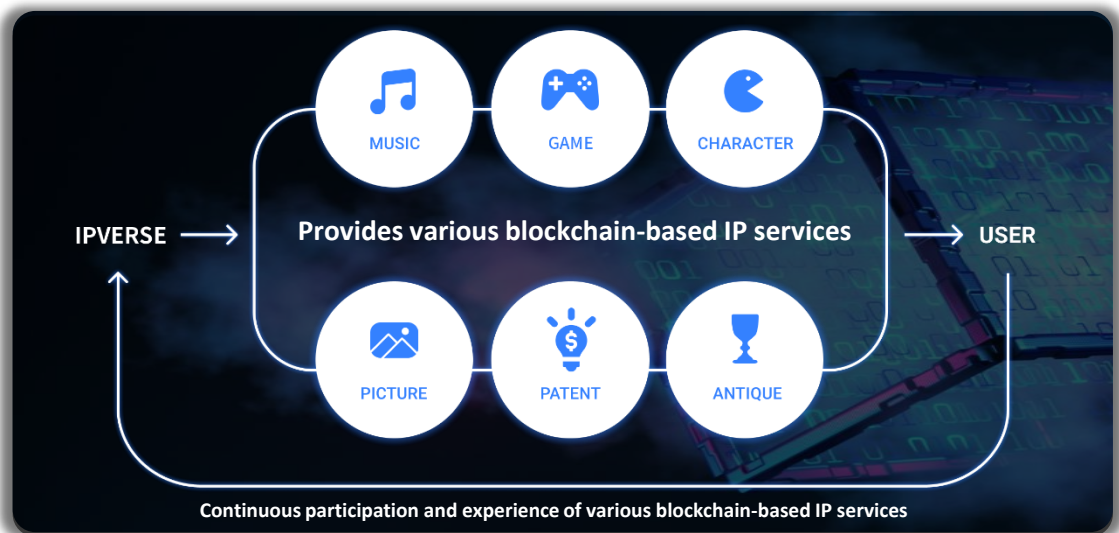 MUSIC
GAME
CHARACTER
IPVERSE
Provides various blockchain-based IP services
USER
PICTURE
PATENT
ANTIQUE
Continuous participation and experience of various blockchain-based IP services